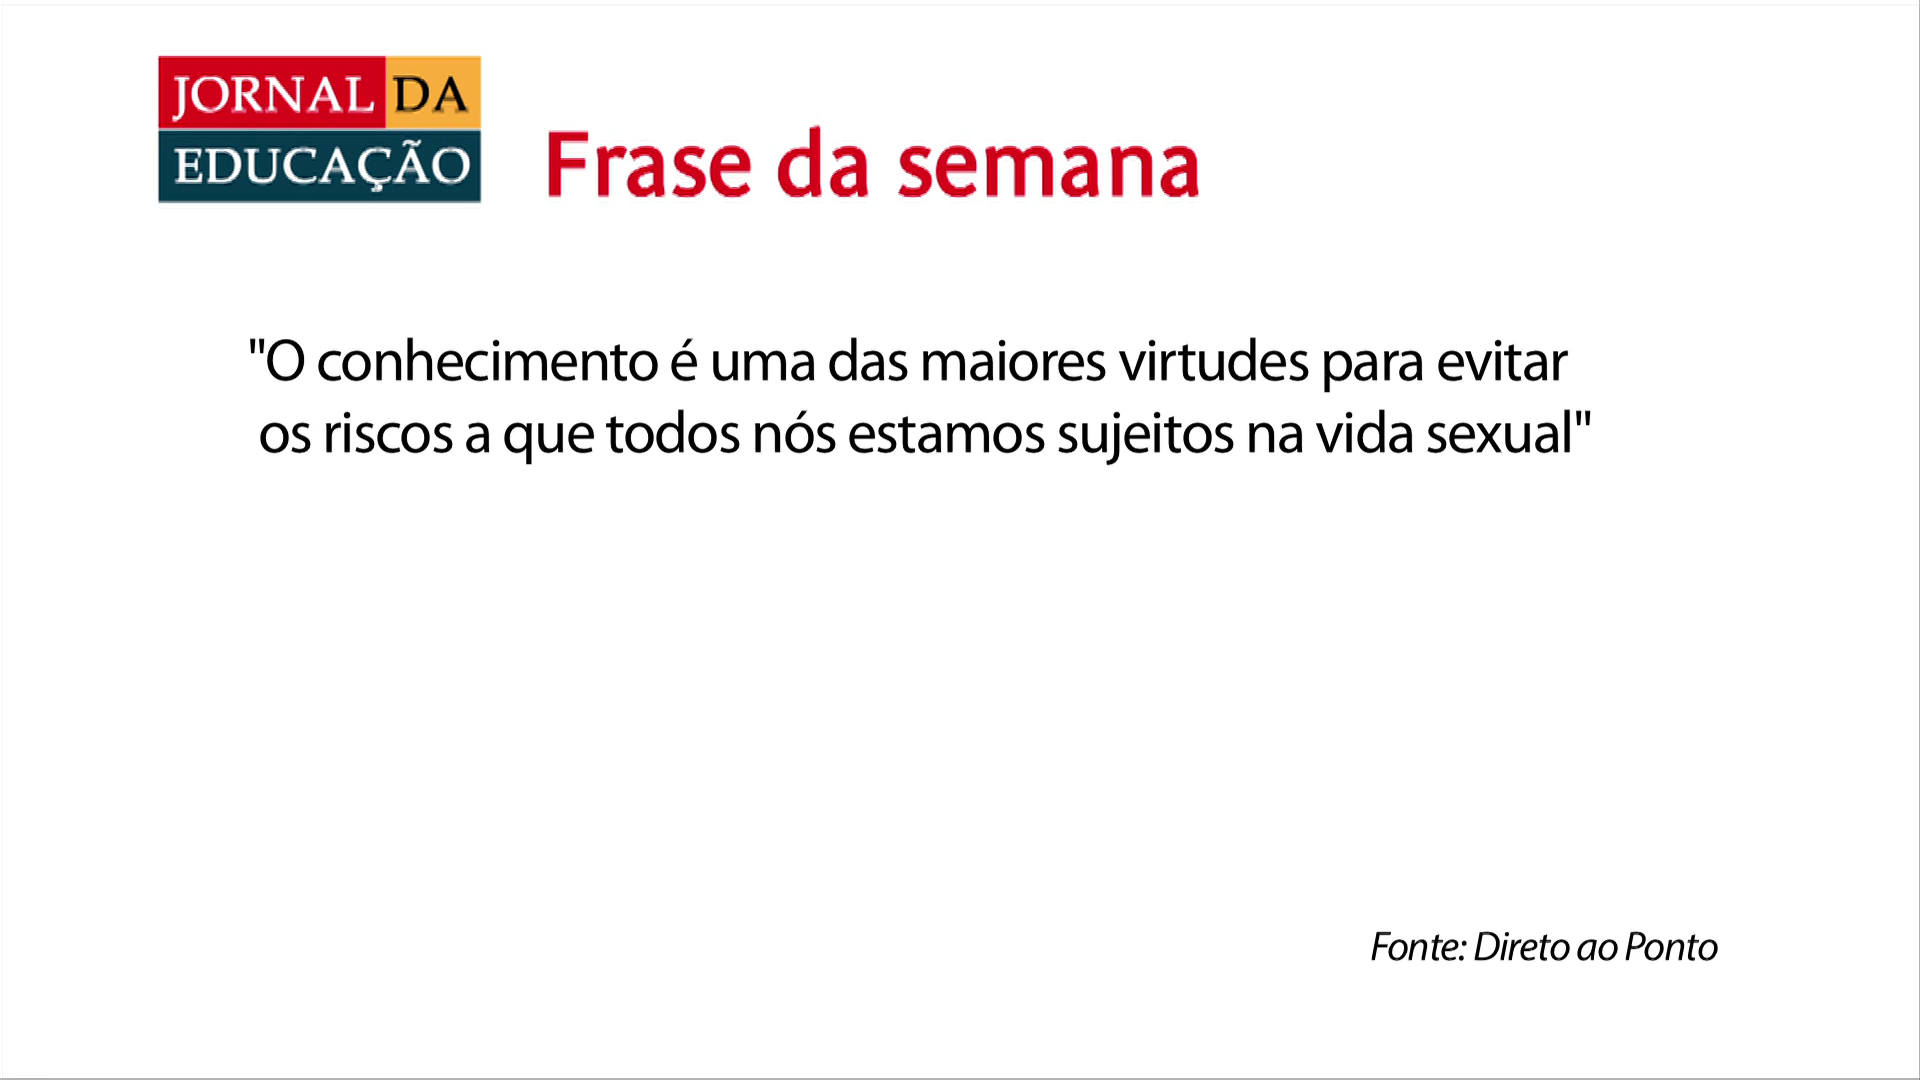 JORNAL DA
EDUCAÇÃO
Frase da semana
"O conhecimento é uma das maiores virtudes para evitar
os riscos a que todos nós estamos sujeitos na vida sexual"
Fonte: Direto ao Ponto